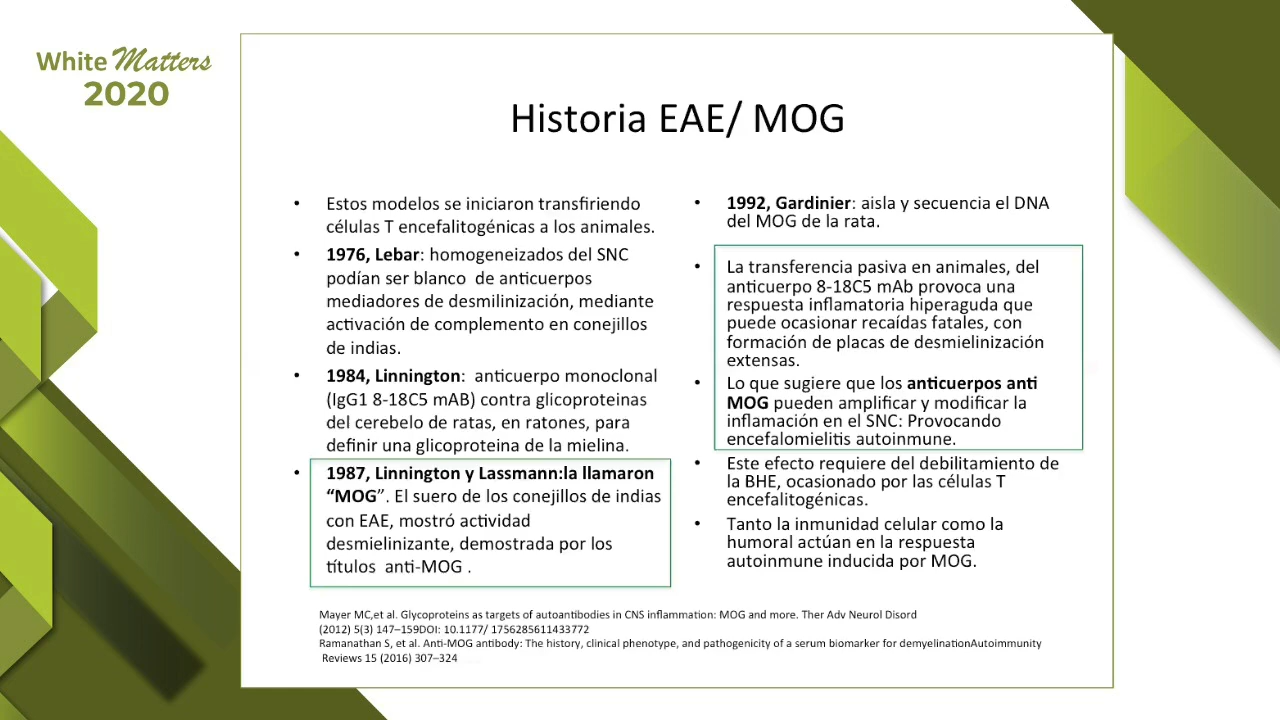 White Matters
2020
Historia EAE/ MOG
• Estos modelos se iniciaron transfiriendo
células T encefalitogénicas a los animales.
• 1976, Lebar: homogeneizados del SNC
podían ser blanco de anticuerpos
mediadores de desmilinización, mediante
activación de complemento en conejillos
de indias.
• 1984, Linnington: anticuerpo monoclonal
(IgG1 8-18C5 mAB) contra glicoproteinas
del cerebelo de ratas, en ratones, para
definir una glicoproteina de la mielina.
• 1987, Linnington y Lassmann:la llamaron
“MOG”. El suero de los conejillos de indias
con EAE, mostró actividad
desmielinizante, demostrada por los
títulos anti-MOG .
• 1992, Gardinier: aisla y secuencia el DNA
del MOG de la rata.
• La transferencia pasiva en animales, del
anticuerpo 8-18C5 mAb provoca una
respuesta inflamatoria hiperaguda que
puede ocasionar recaídas fatales, con
formación de placas de desmielinización
extensas.
• Lo que sugiere que los anticuerpos anti
MOG pueden amplificar y modificar la
inflamación en el SNC: Provocando
encefalomielitis autoinmune.
• Este efecto requiere del debilitamiento de
la BHE, ocasionado por las células T
encefalitogénicas.
• Tanto la inmunidad celular como la
humoral actúan en la respuesta
autoinmune inducida por MOG.
Mayer MC,et al. Glycoproteins as targets of autoantibodies in CNS inflammation: MOG and more. Ther Adv Neurol Disord
(2012) 5(3) 147–159DOI: 10.1177/ 1756285611433772
Ramanathan S, et al. Anti-MOG antibody: The history, clinical phenotype, and pathogenicity of a serum biomarker for demyelinationAutoimmunity
Reviews 15 (2016) 307–324